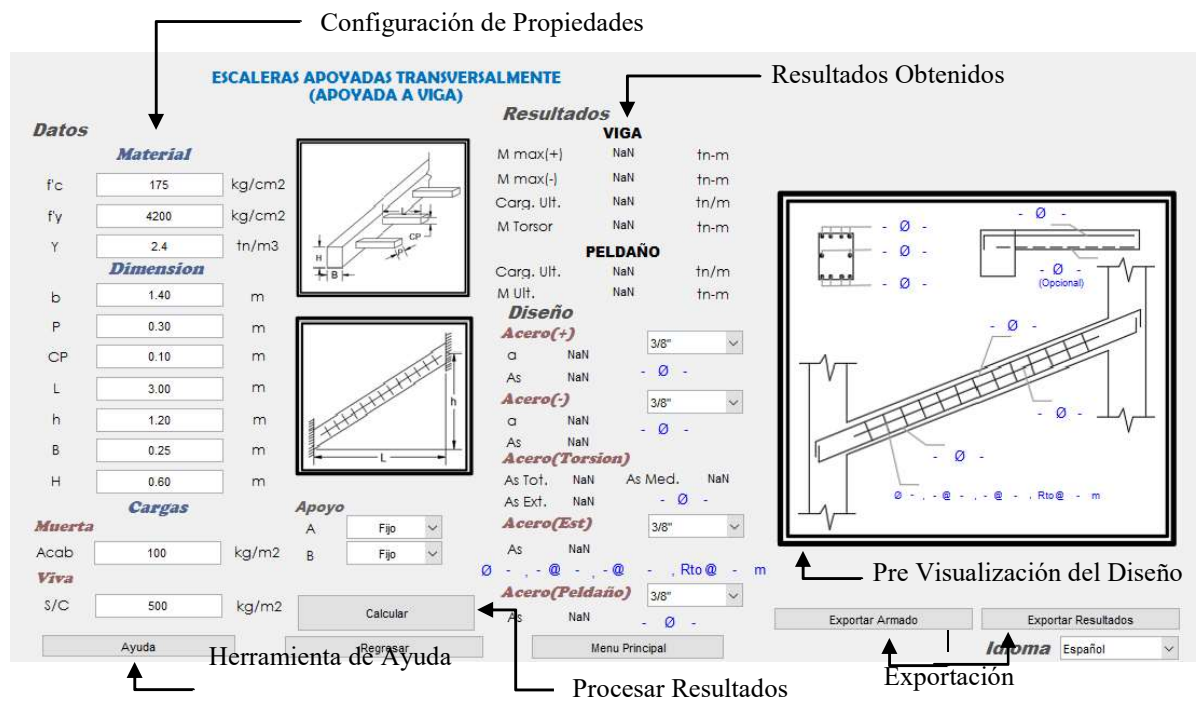 Configuración de Propiedades
ESCALERAS APOYADAS TRANSVERSALMENTE
(APOYADA A VIGA)
Resultados Obtenidos
Datos
Material
f'c 175 kg/cm2
f'y 4200 kg/cm2
Y 2.4 tn/m3
Dimension
b 1.40 m
P 0.30 m
CP 0.10 m
L 3.00 m
h 1.20 m
B 0.25 m
H 0.60 m
Cargas
Muerta
Acab 100 kg/m2
Viva
S/C 500 kg/m2
L
CP
P
H
B
h
L
Apoyo
A Fijo
B Fijo
Calcular
Resultados
VIGA
M max(+) NaN tn-m
M max(-) NaN tn-m
Carg. Ult. NaN tn/m
M Torsor NaN tn-m
PELDAÑO
Carg. Ult. NaN tn/m
M Ult. NaN tn-m
Diseño
Acero(+) 3/8"
a NaN
As NaN - Ø -
Acero(-) 3/8"
a NaN
As NaN - Ø -
Acero(Torsion)
As Tot. NaN As Med. NaN
As Ext. NaN - Ø -
Acero(Est) 3/8"
As NaN
Ø - , - @ - , - @ - , Rto @ - m
Acero(Peldaño) 3/8"
As NaN - Ø -
- Ø -
- Ø -
- Ø -
- Ø -
- Ø -
(Opcional)
- Ø -
- Ø -
- Ø -
Ø - , - @ - , - @ - , Rto @ - m
Pre Visualización del Diseño
Exportar Armado Exportar Resultados
Ayuda Regresar Menu Principal Idioma Español
Herramienta de Ayuda
Procesar Resultados
Exportación